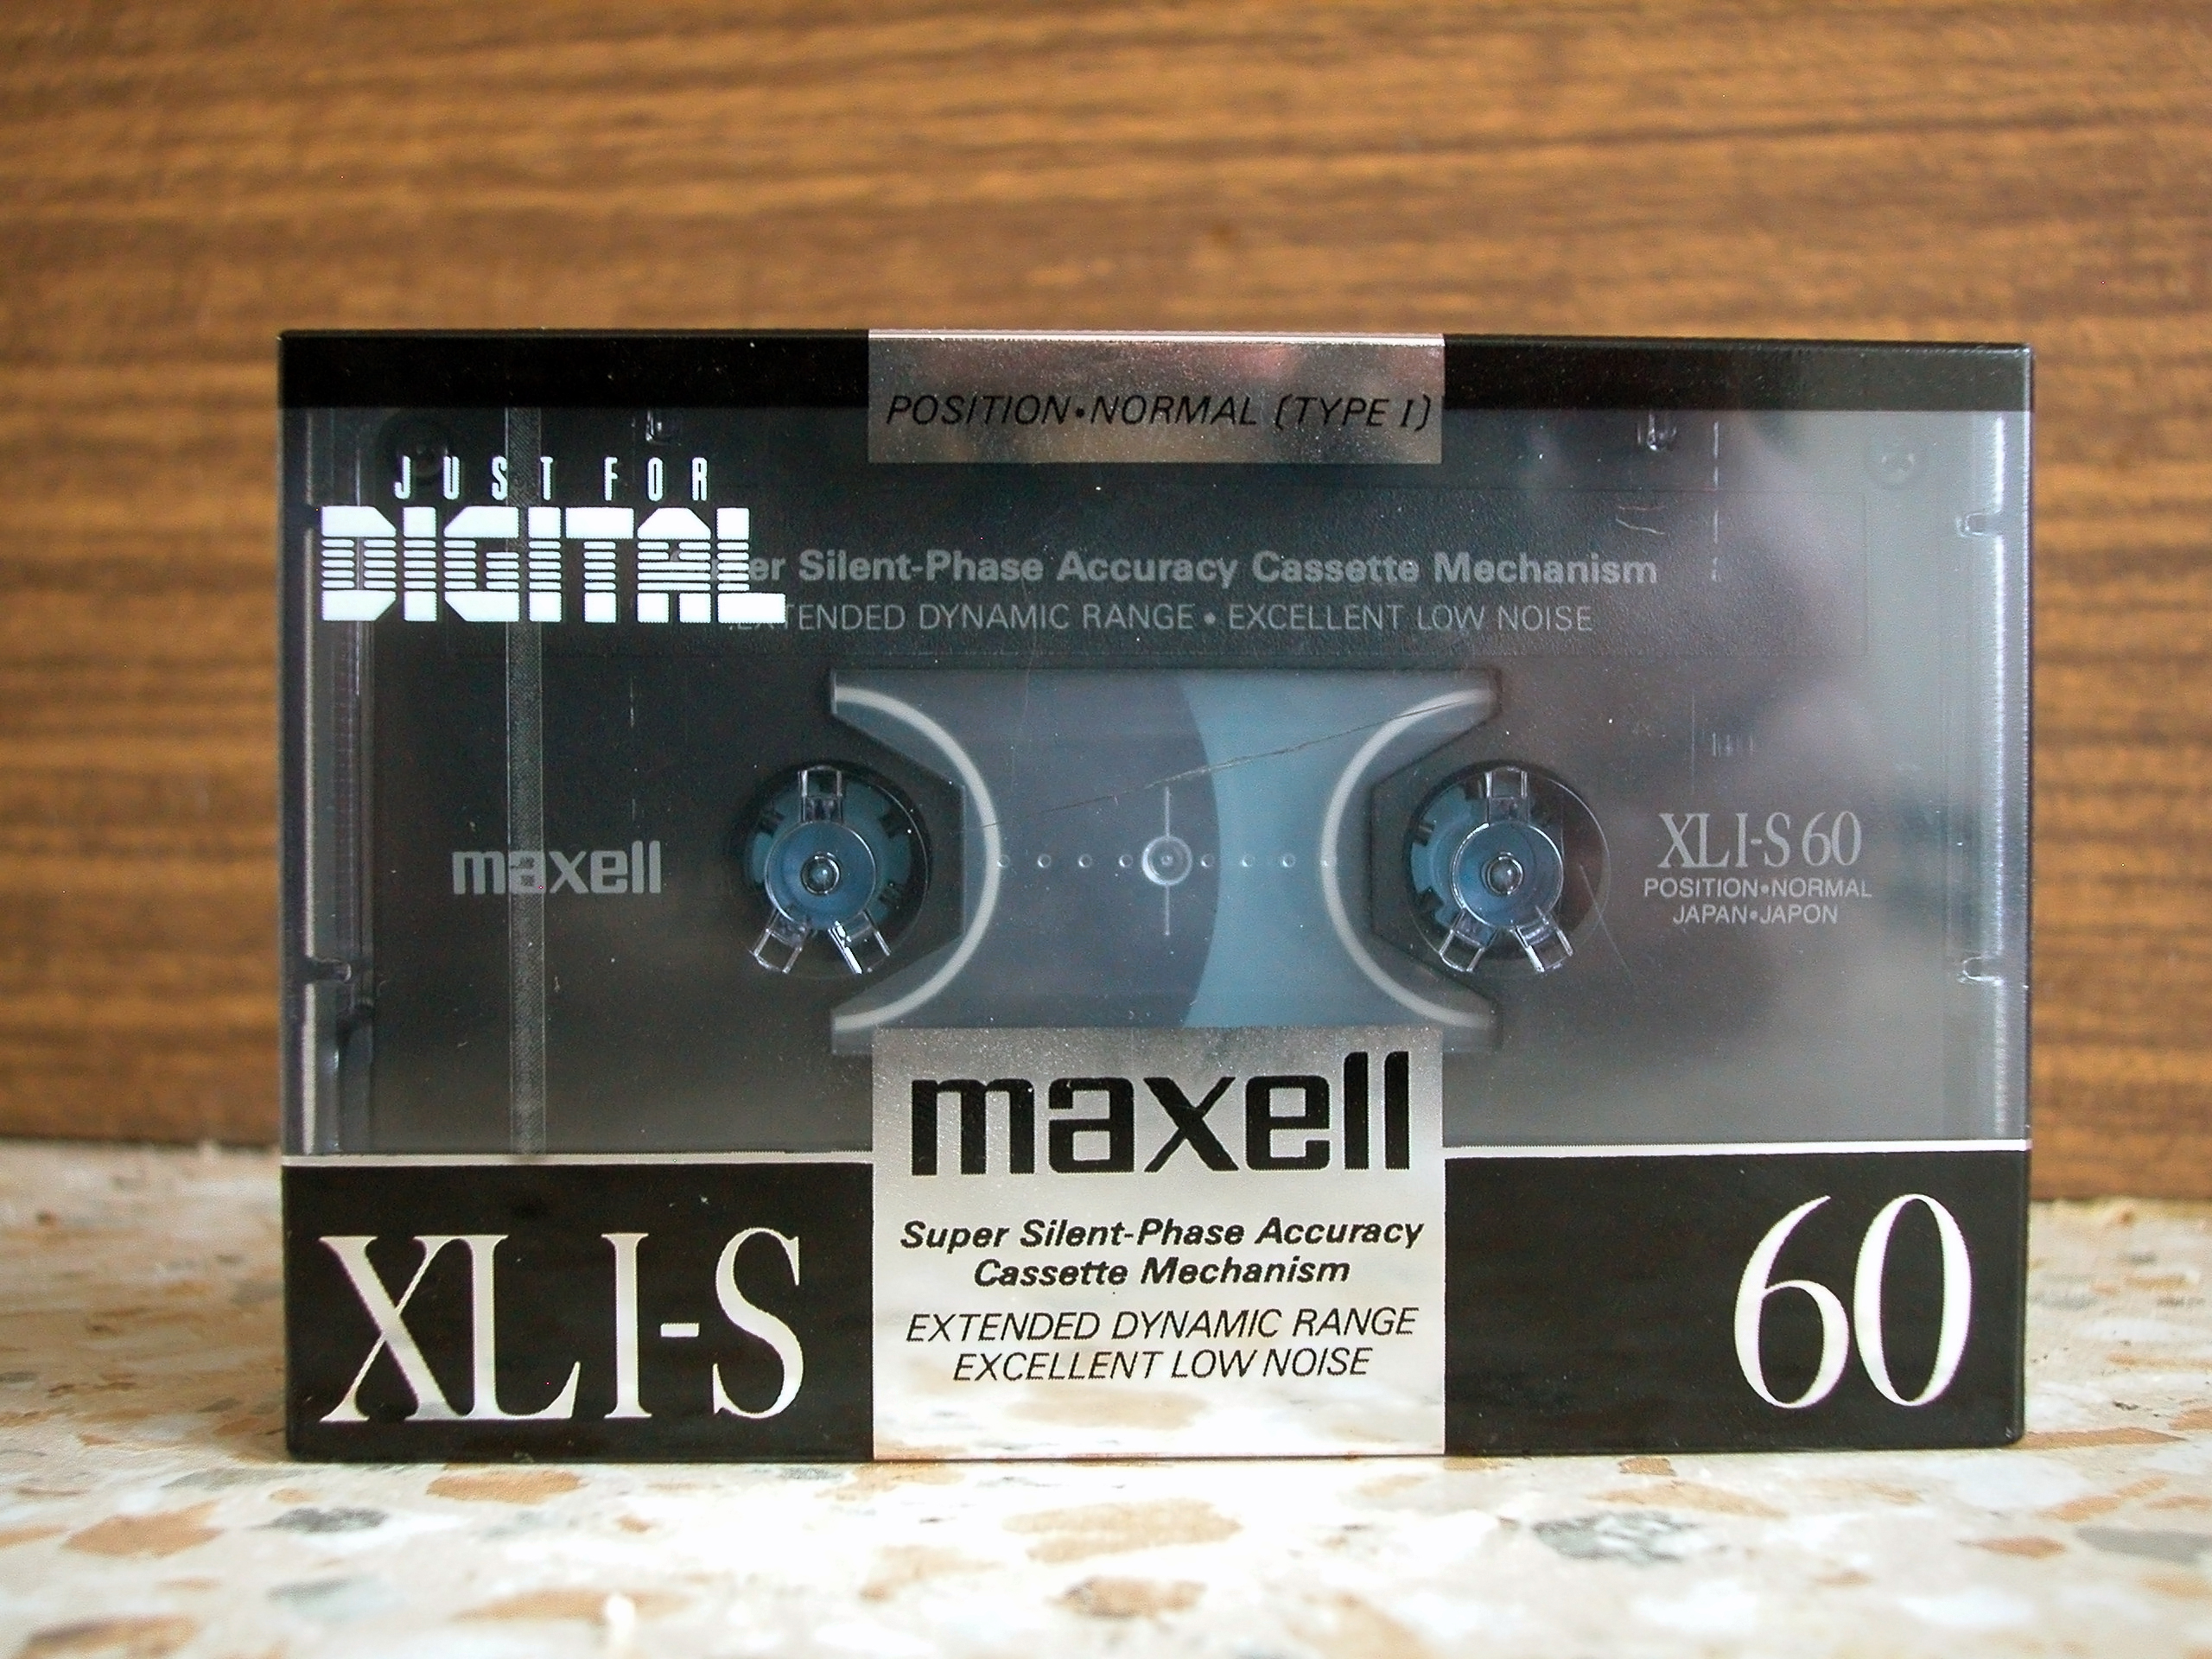 POSITION•NORMAL (TYPE I)
JUST FOR
DIGITAL
Silent-Phase Accuracy Cassette Mechanism
EXTENDED DYNAMIC RANGE • EXCELLENT LOW NOISE
maxell
XLI-S 60
POSITION•NORMAL
JAPAN•JAPON
maxell
Super Silent-Phase Accuracy
Cassette Mechanism
EXTENDED DYNAMIC RANGE
EXCELLENT LOW NOISE
XLI-S
60